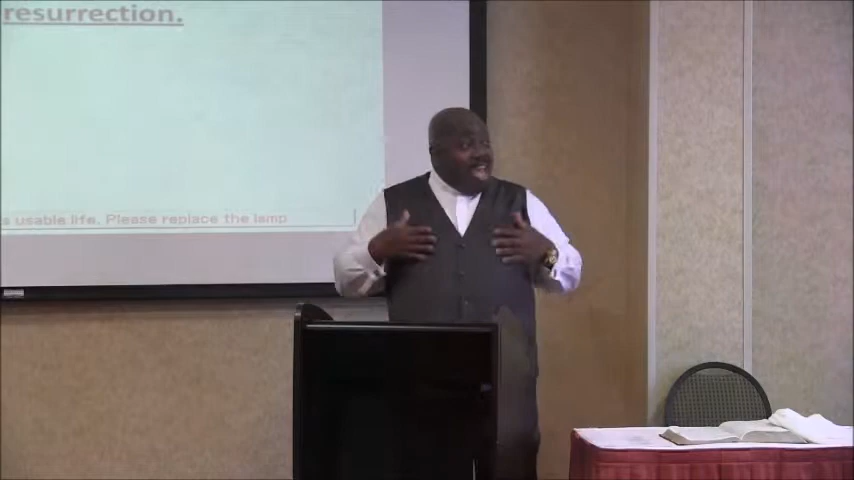 resurrection.
s usable life. Please replace the lamp